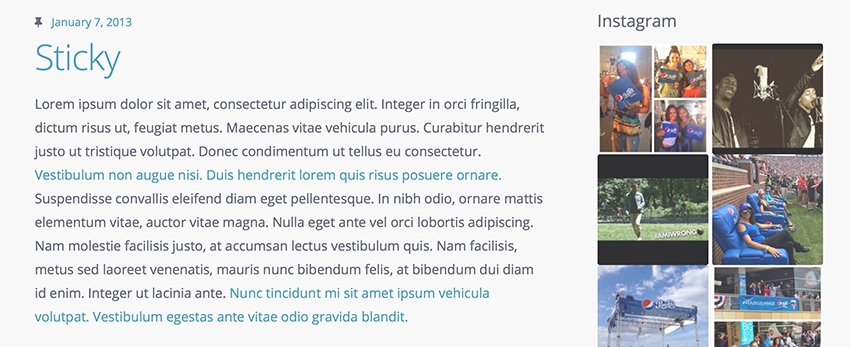 January 7, 2013
Sticky
Lorem ipsum dolor sit amet, consectetur adipiscing elit. Integer in orci fringilla,
dictum risus ut, feugiat metus. Maecenas vitae vehicula purus. Curabitur hendrerit
justo ut tristique volutpat. Donec condimentum ut tellus eu consectetur.
Vestibulum non augue nisi. Duis hendrerit lorem quis risus posuere ornare.
Suspendisse convallis eleifend diam eget pellentesque. In nibh odio, ornare mattis
elementum vitae, auctor vitae magna. Nulla eget ante vel orci lobortis adipiscing.
Nam molestie facilisis justo, at accumsan lectus vestibulum quis. Nam facilisis,
metus sed laoreet venenatis, mauris nunc bibendum felis, at bibendum dui diam
id enim. Integer ut lacinia ante. Nunc tincidunt mi sit amet ipsum vehicula
volutpat. Vestibulum egestas ante vitae odio gravida blandit.
Instagram
#AMIWRONG